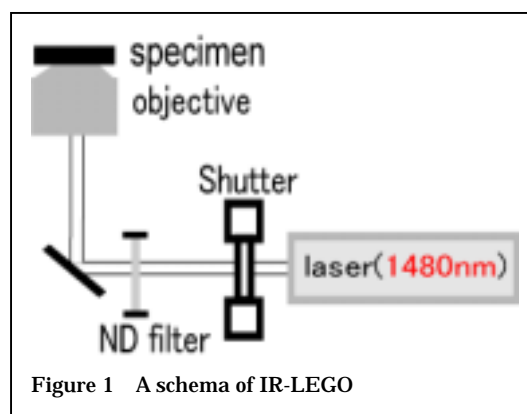 specimen
objective
Shutter
laser(1480nm)
ND filter
Figure 1 A schema of IR-LEGO